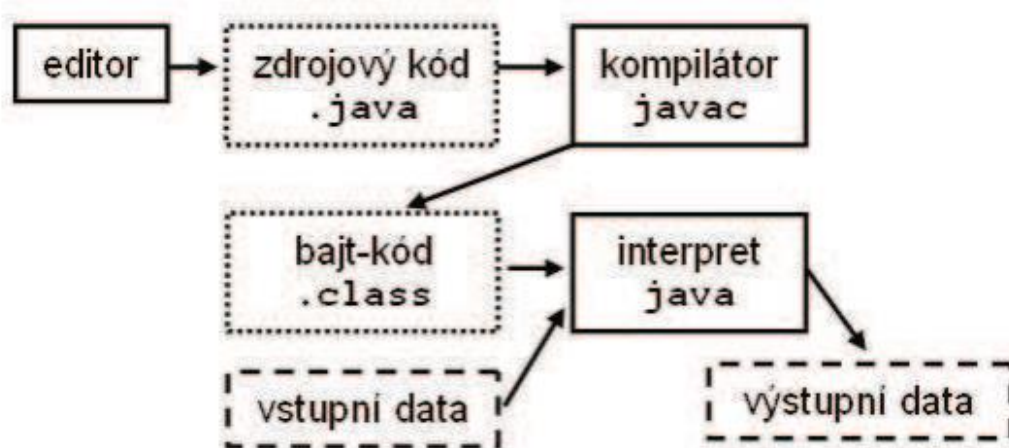 editor
zdrojový kód
.java
kompilátor
javac
bajt-kód
.class
interpret
java
vstupní data
výstupní data